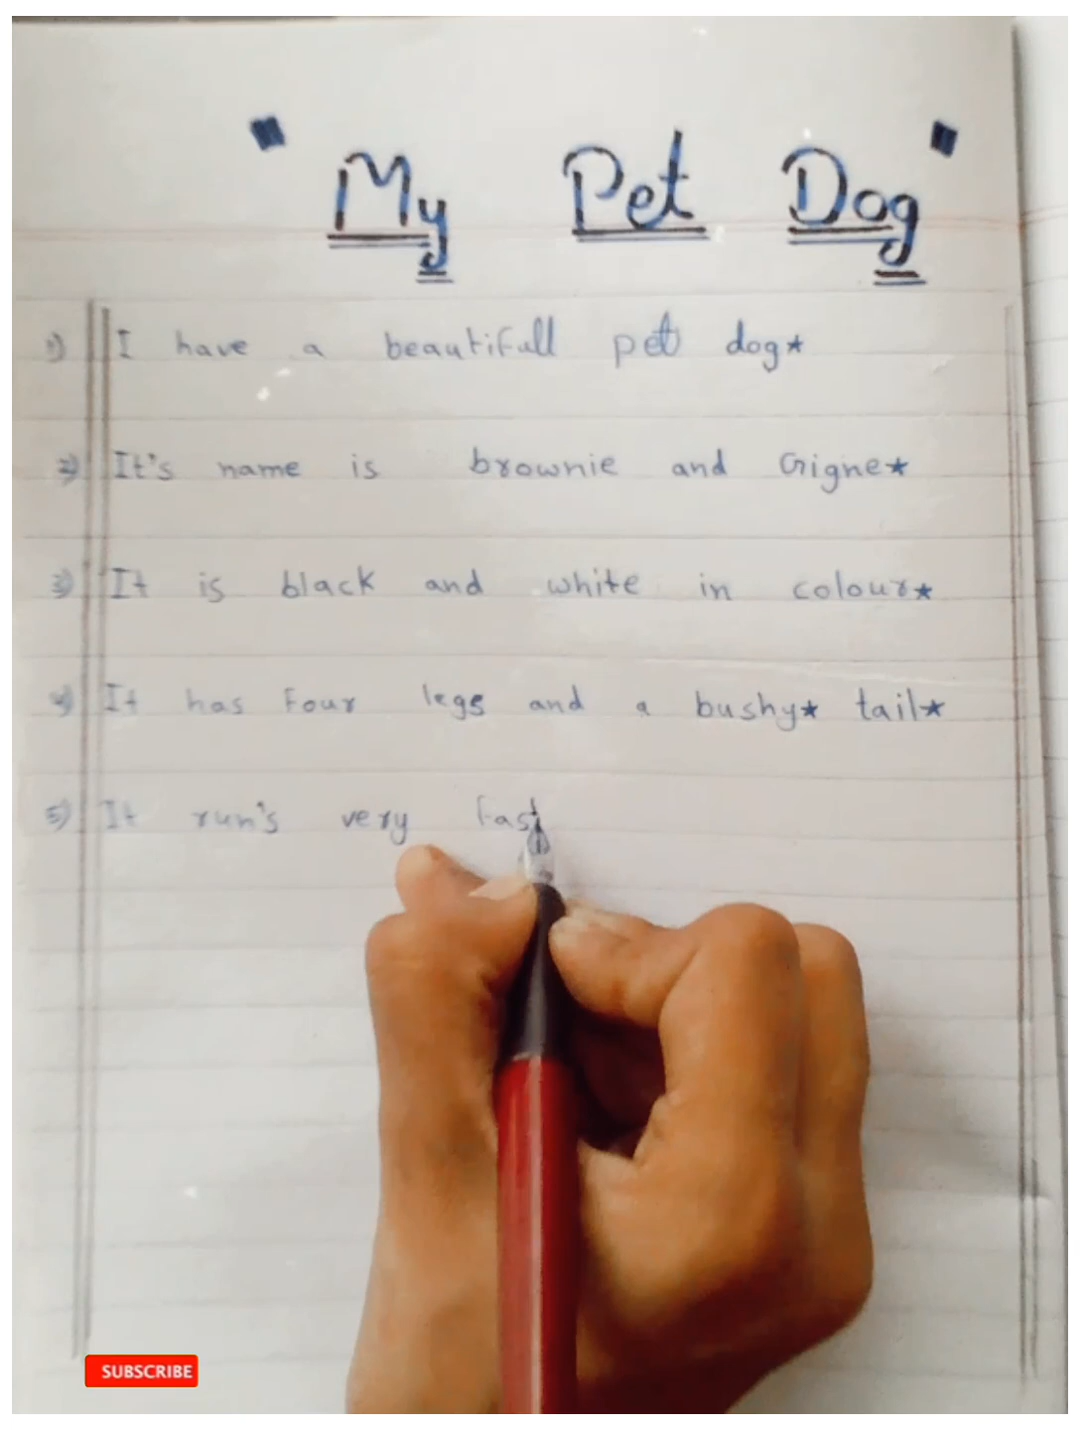 "My Pet Dog"
1) I have a beautifull pet dog★
2) It's name is brownie and Gigne★
3) It is black and white in colour★
4) It has four legs and a bushy★ tail★
5) It run's very fast
SUBSCRIBE